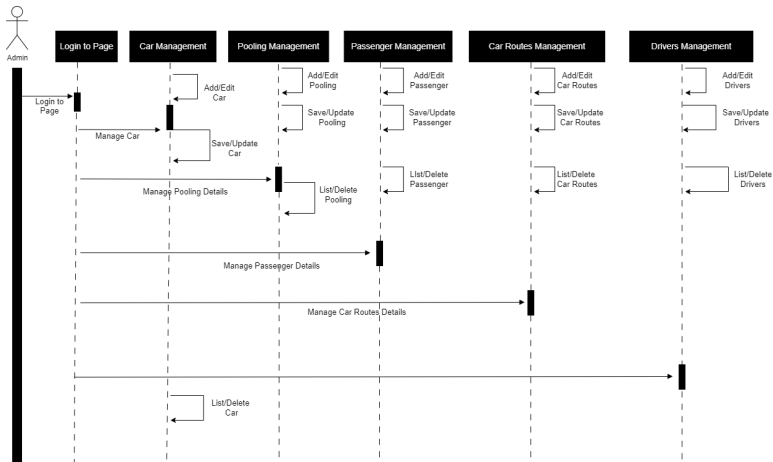 Admin
Login to Page
Car Management
Pooling Management
Passenger Management
Car Routes Management
Drivers Management
Add/Edit
Car
Add/Edit
Pooling
Add/Edit
Passenger
Add/Edit
Car Routes
Add/Edit
Drivers
Login to
Page
Save/Update
Pooling
Save/Update
Passenger
Save/Update
Car Routes
Save/Update
Drivers
Manage Car
Save/Update
Car
LIst/Delete
Passenger
List/Delete
Car Routes
List/Delete
Drivers
Manage Pooling Details
List/Delete
Pooling
Manage Passenger Details
Manage Car Routes Details
List/Delete
Car